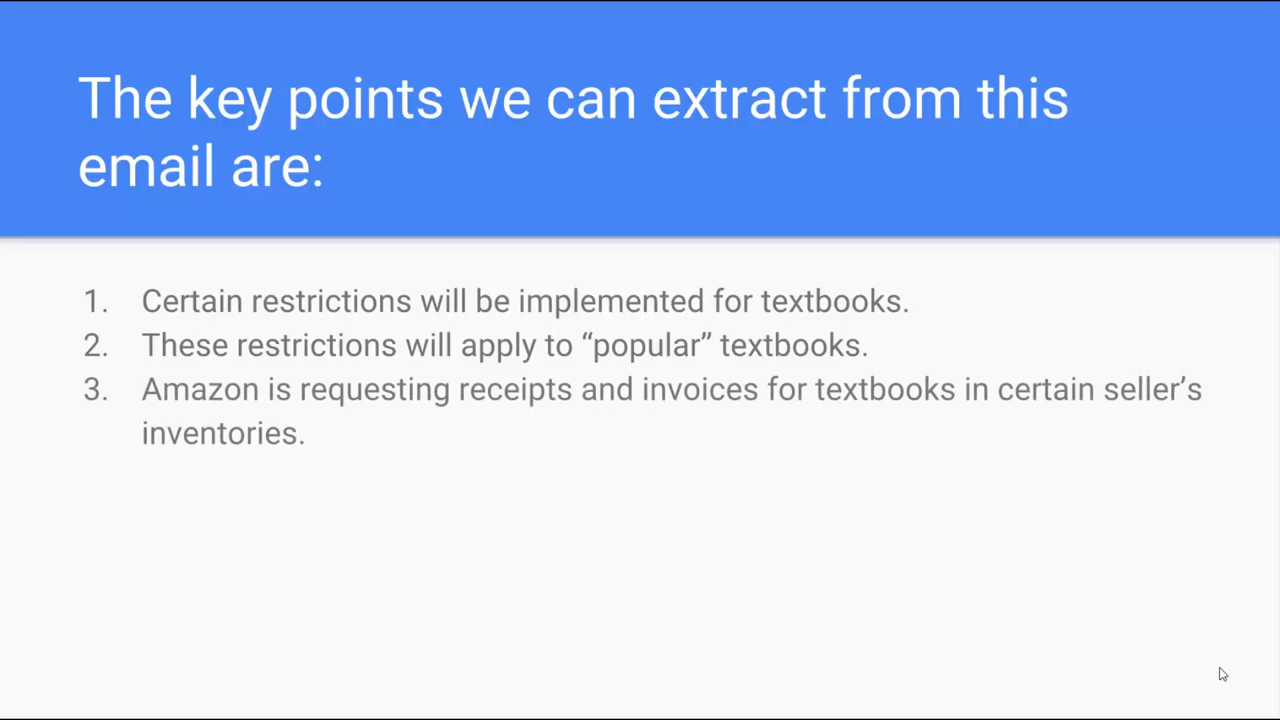 The key points we can extract from this
email are:
1. Certain restrictions will be implemented for textbooks.
2. These restrictions will apply to “popular” textbooks.
3. Amazon is requesting receipts and invoices for textbooks in certain seller’s
inventories.